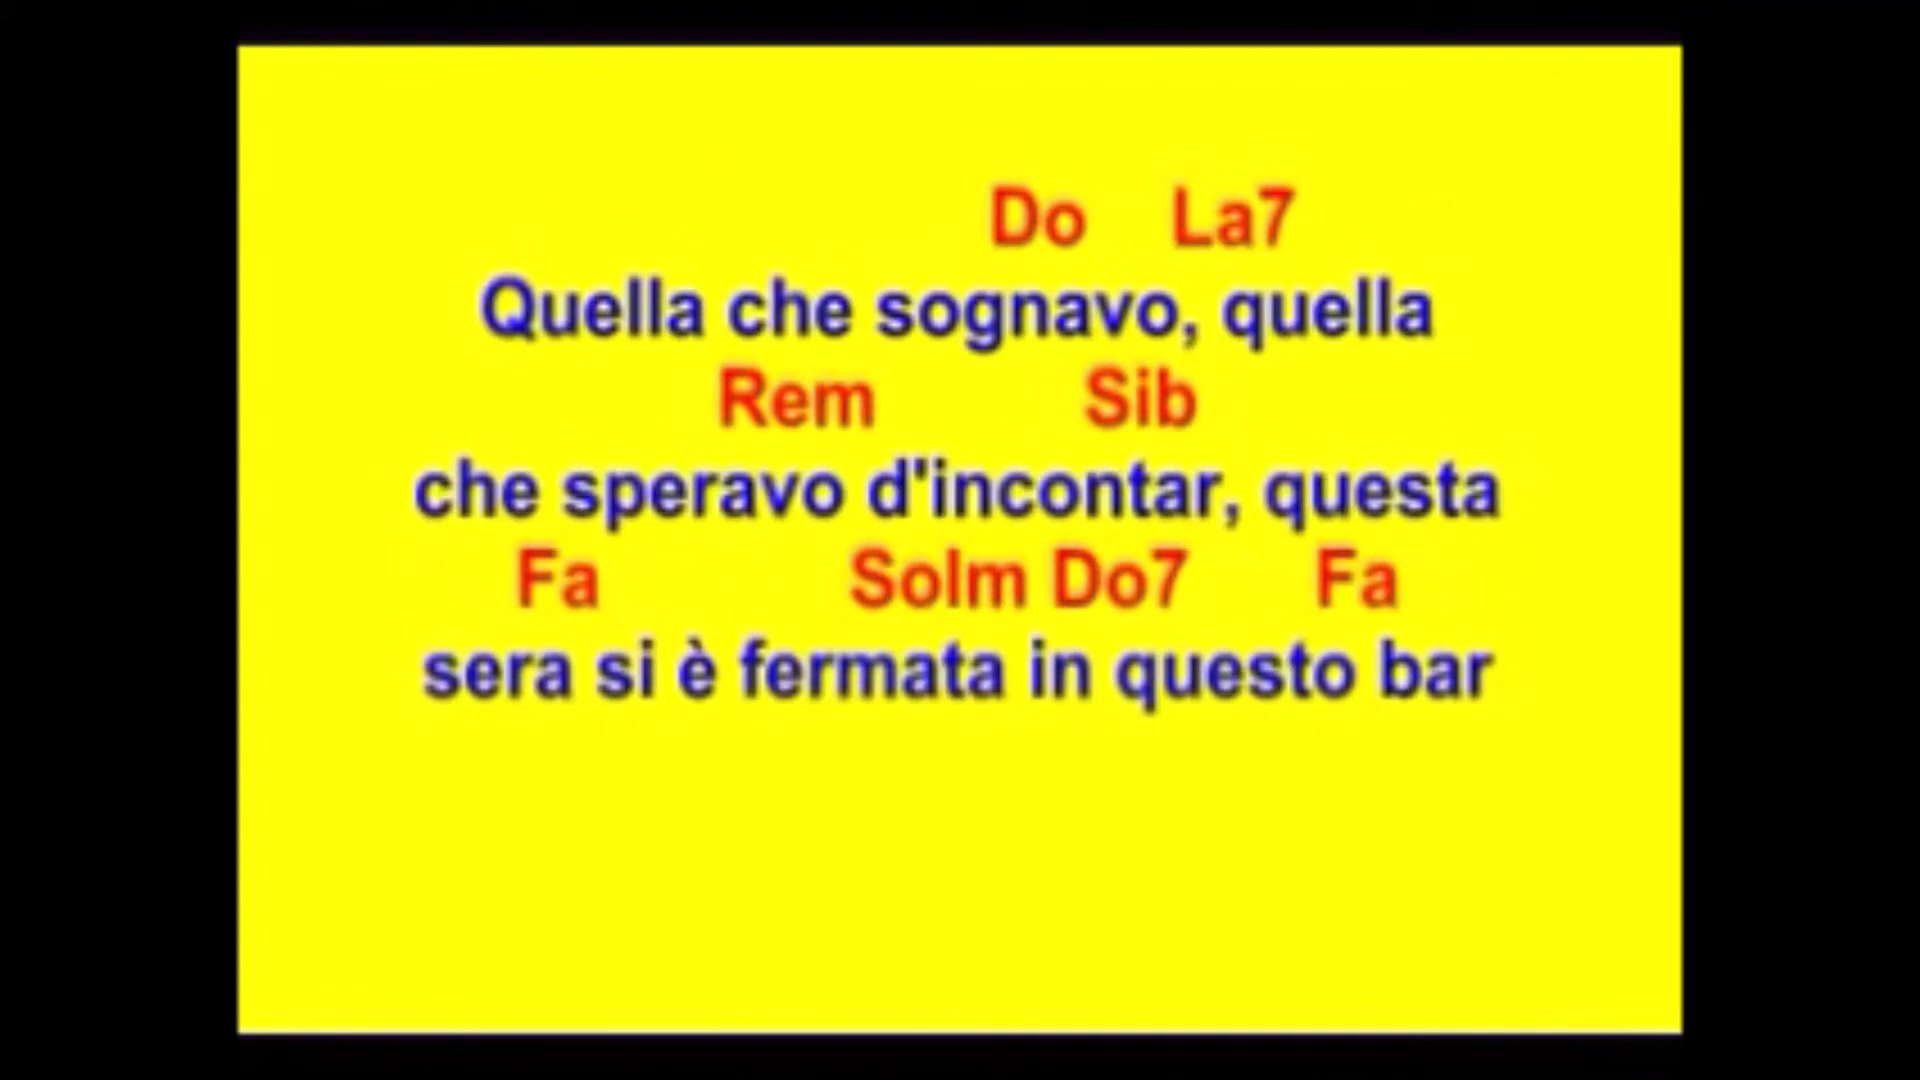 Do La7
Quella che sognavo, quella
Rem Sib
che speravo d'incontar, questa
Fa Solm Do7 Fa
sera si è fermata in questo bar